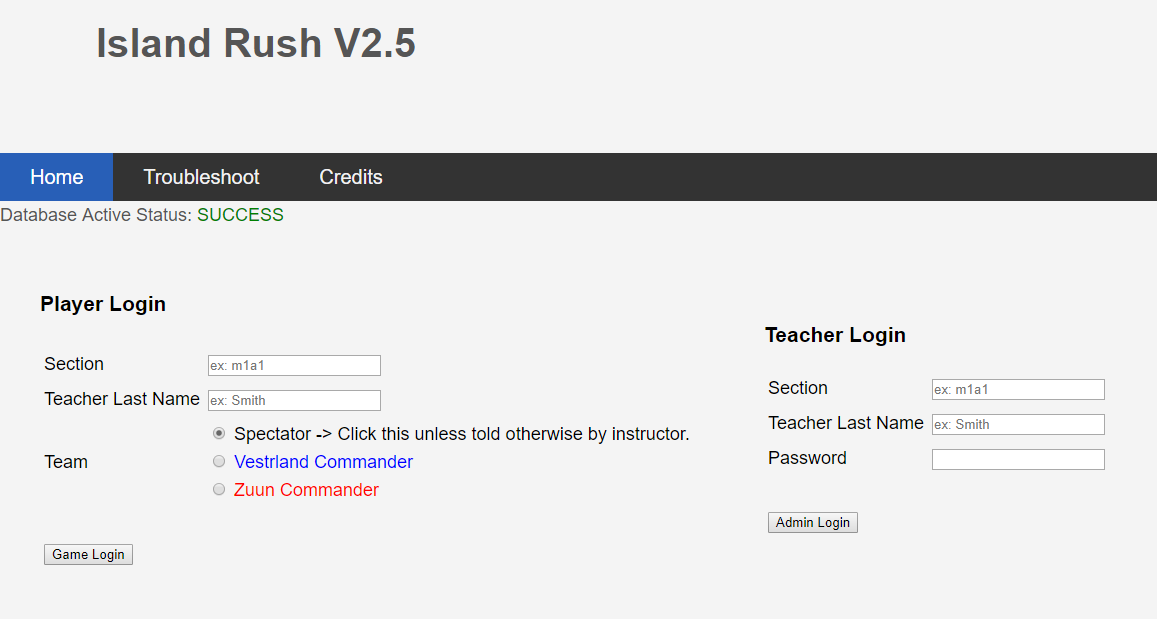 Island Rush V2.5
Home Troubleshoot Credits
Database Active Status: SUCCESS
Player Login
Section ex: m1a1
Teacher Last Name ex: Smith
Team
Spectator -> Click this unless told otherwise by instructor.
Vestrland Commander
Zuun Commander
Game Login
Teacher Login
Section ex: m1a1
Teacher Last Name ex: Smith
Password
Admin Login